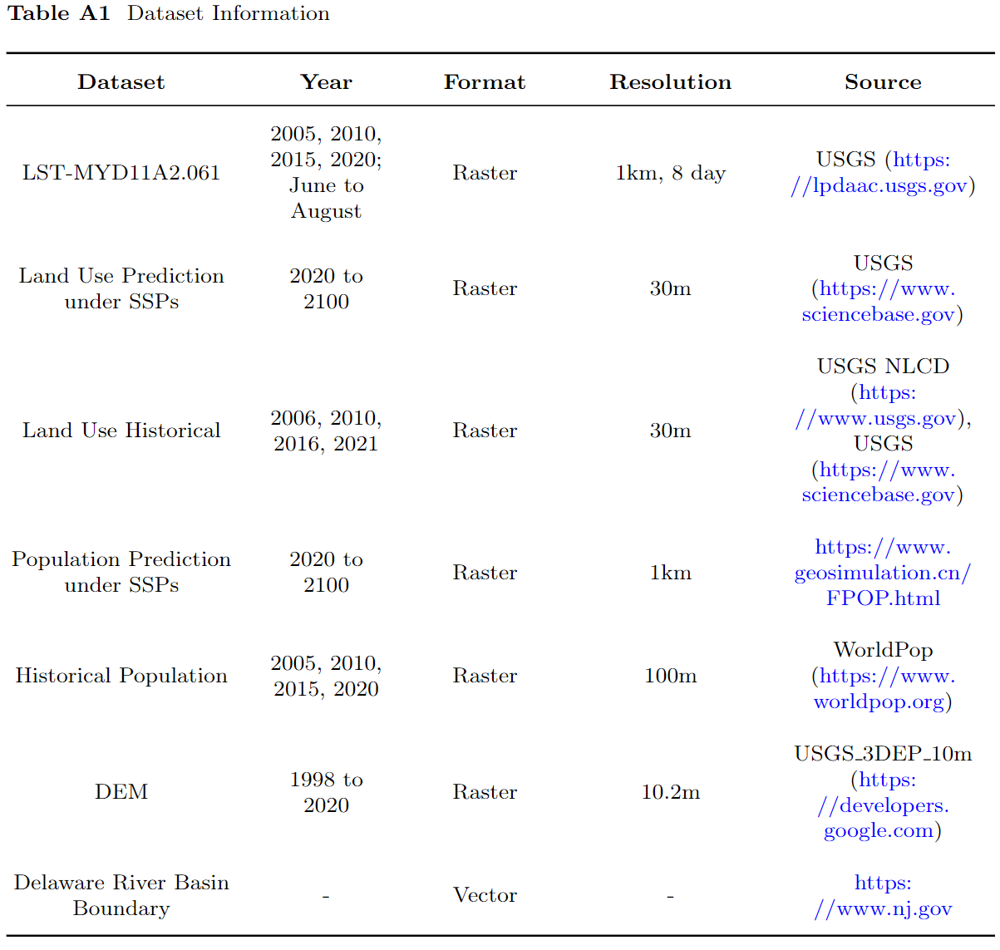 Table A1 Dataset Information
Dataset Year Format Resolution Source
LST-MYD11A2.061
2005, 2010,
2015, 2020;
June to
August
Raster
1km, 8 day
USGS (https:
//lpdaac.usgs.gov)
Land Use Prediction
under SSPs
2020 to
2100
Raster
30m
USGS
(https://www.
sciencebase.gov)
Land Use Historical
2006, 2010,
2016, 2021
Raster
30m
USGS NLCD
(https:
//www.usgs.gov),
USGS
(https://www.
sciencebase.gov)
Population Prediction
under SSPs
2020 to
2100
Raster
1km
https://www.
geosimulation.cn/
FPOP.html
Historical Population
2005, 2010,
2015, 2020
Raster
100m
WorldPop
(https://www.
worldpop.org)
DEM
1998 to
2020
Raster
10.2m
USGS_3DEP_10m
(https:
//developers.
google.com)
Delaware River Basin
Boundary
-
Vector
-
https:
//www.nj.gov